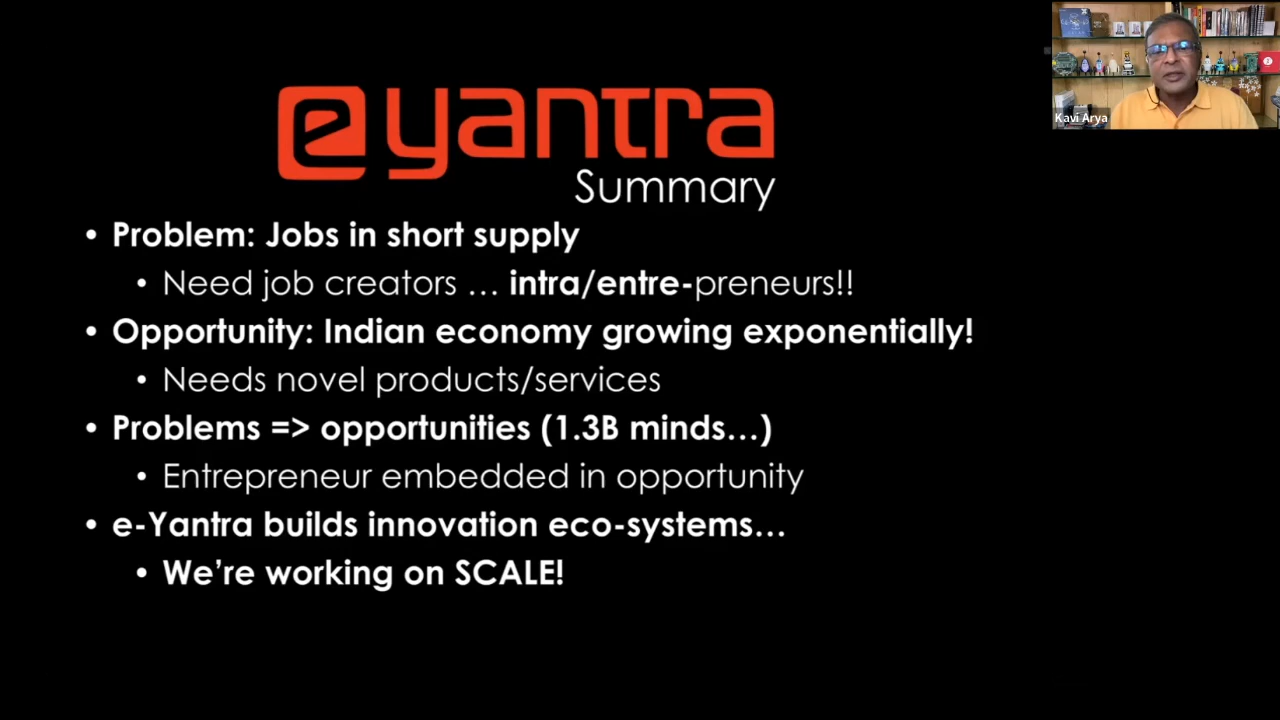 e yantra
Kavi Arya
Summary
• Problem: Jobs in short supply
• Need job creators … intra/entre-preneurs!!
• Opportunity: Indian economy growing exponentially!
• Needs novel products/services
• Problems => opportunities (1.3B minds…)
• Entrepreneur embedded in opportunity
• e-Yantra builds innovation eco-systems…
• We’re working on SCALE!